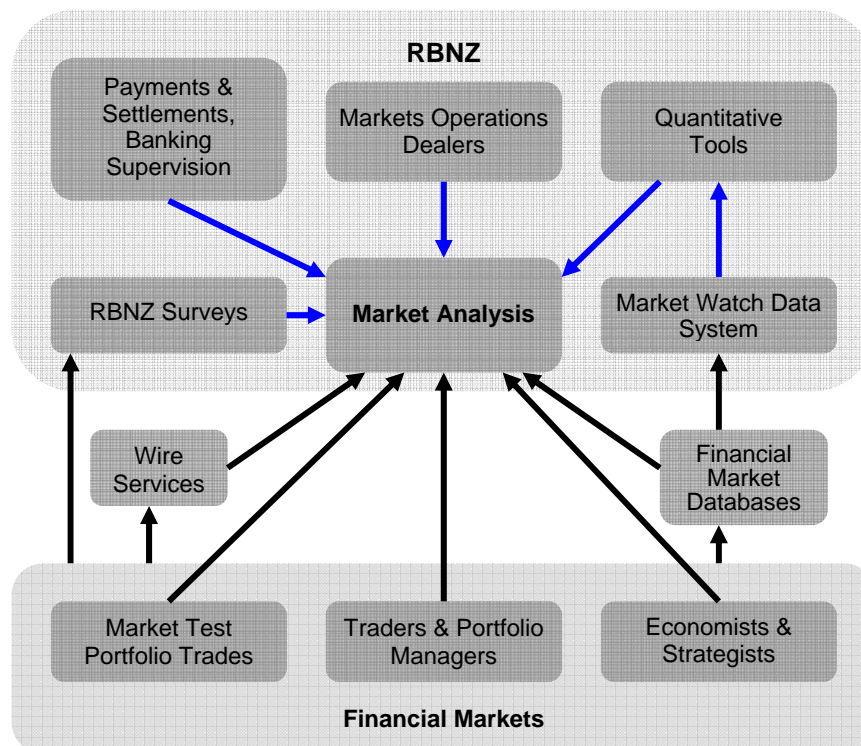 RBNZ
Payments &
Settlements,
Banking
Supervision
Markets Operations
Dealers
Quantitative
Tools
RBNZ Surveys
Market Analysis
Market Watch Data
System
Wire
Services
Financial
Market
Databases
Market Test
Portfolio Trades
Traders & Portfolio
Managers
Economists &
Strategists
Financial Markets